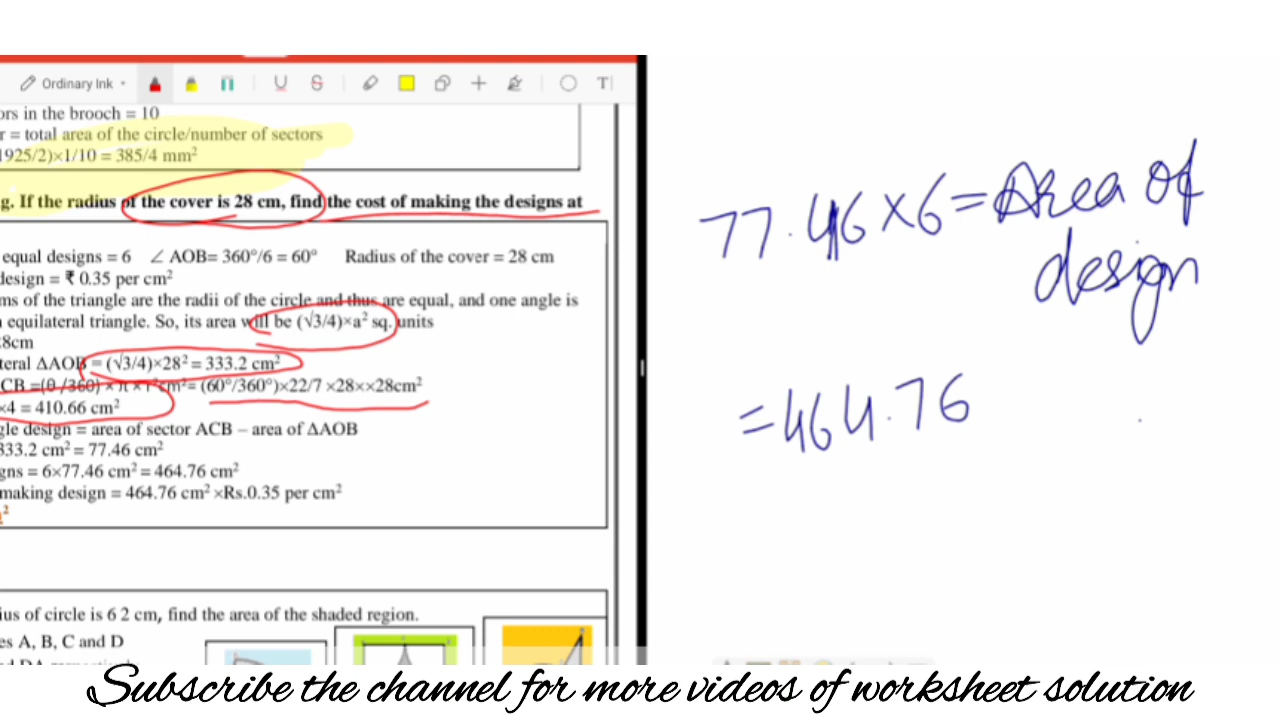 Ordinary Ink
ors in the brooch = 10
r = total area of the circle/number of sectors
1925/2)×1/10 = 385/4 mm²
g. If the radius of the cover is 28 cm, find the cost of making the designs at
equal designs = 6 ∠ AOB= 360°/6 = 60° Radius of the cover = 28 cm
design = ₹ 0.35 per cm²
ms of the triangle are the radii of the circle and thus are equal, and one angle is
equilateral triangle. So, its area will be (√3/4)×a² sq. units
8cm
teral ΔAOB = (√3/4)×28² = 333.2 cm²
CB =(θ /360) × π × r²cm²= (60°/360°)×22/7 ×28××28cm²
×4 = 410.66 cm²
gle design = area of sector ACB – area of ΔAOB
333.2 cm² = 77.46 cm²
gns = 6×77.46 cm² = 464.76 cm²
making design = 464.76 cm² ×Rs.0.35 per cm²
ius of circle is 6 2 cm, find the area of the shaded region.
es A, B, C and D
77.46×6=Area of
design
=464.76
Subscribe the channel for more videos of worksheet solution